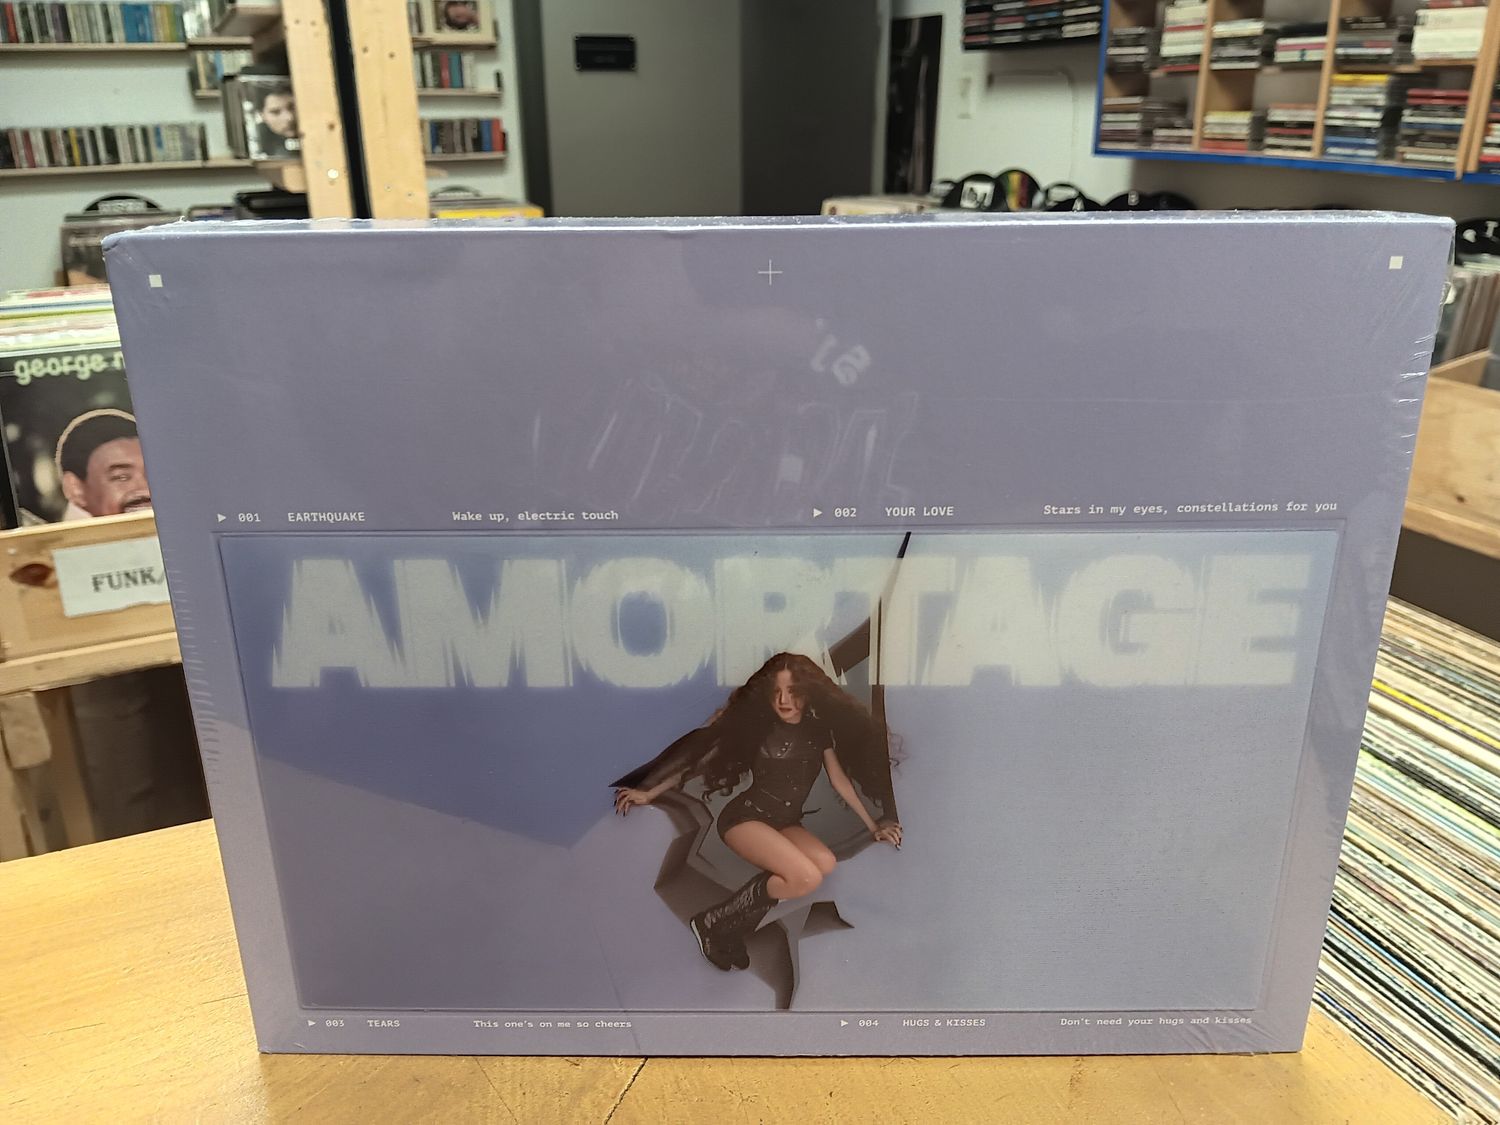 george
FUNK/
▶ 001 EARTHQUAKE Wake up, electric touch ▶ 002 YOUR LOVE Stars in my eyes, constellations for you
AMORTAGE
▶ 003 TEARS This one's on me so cheers ▶ 004 HUGS & KISSES Don't need your hugs and kisses